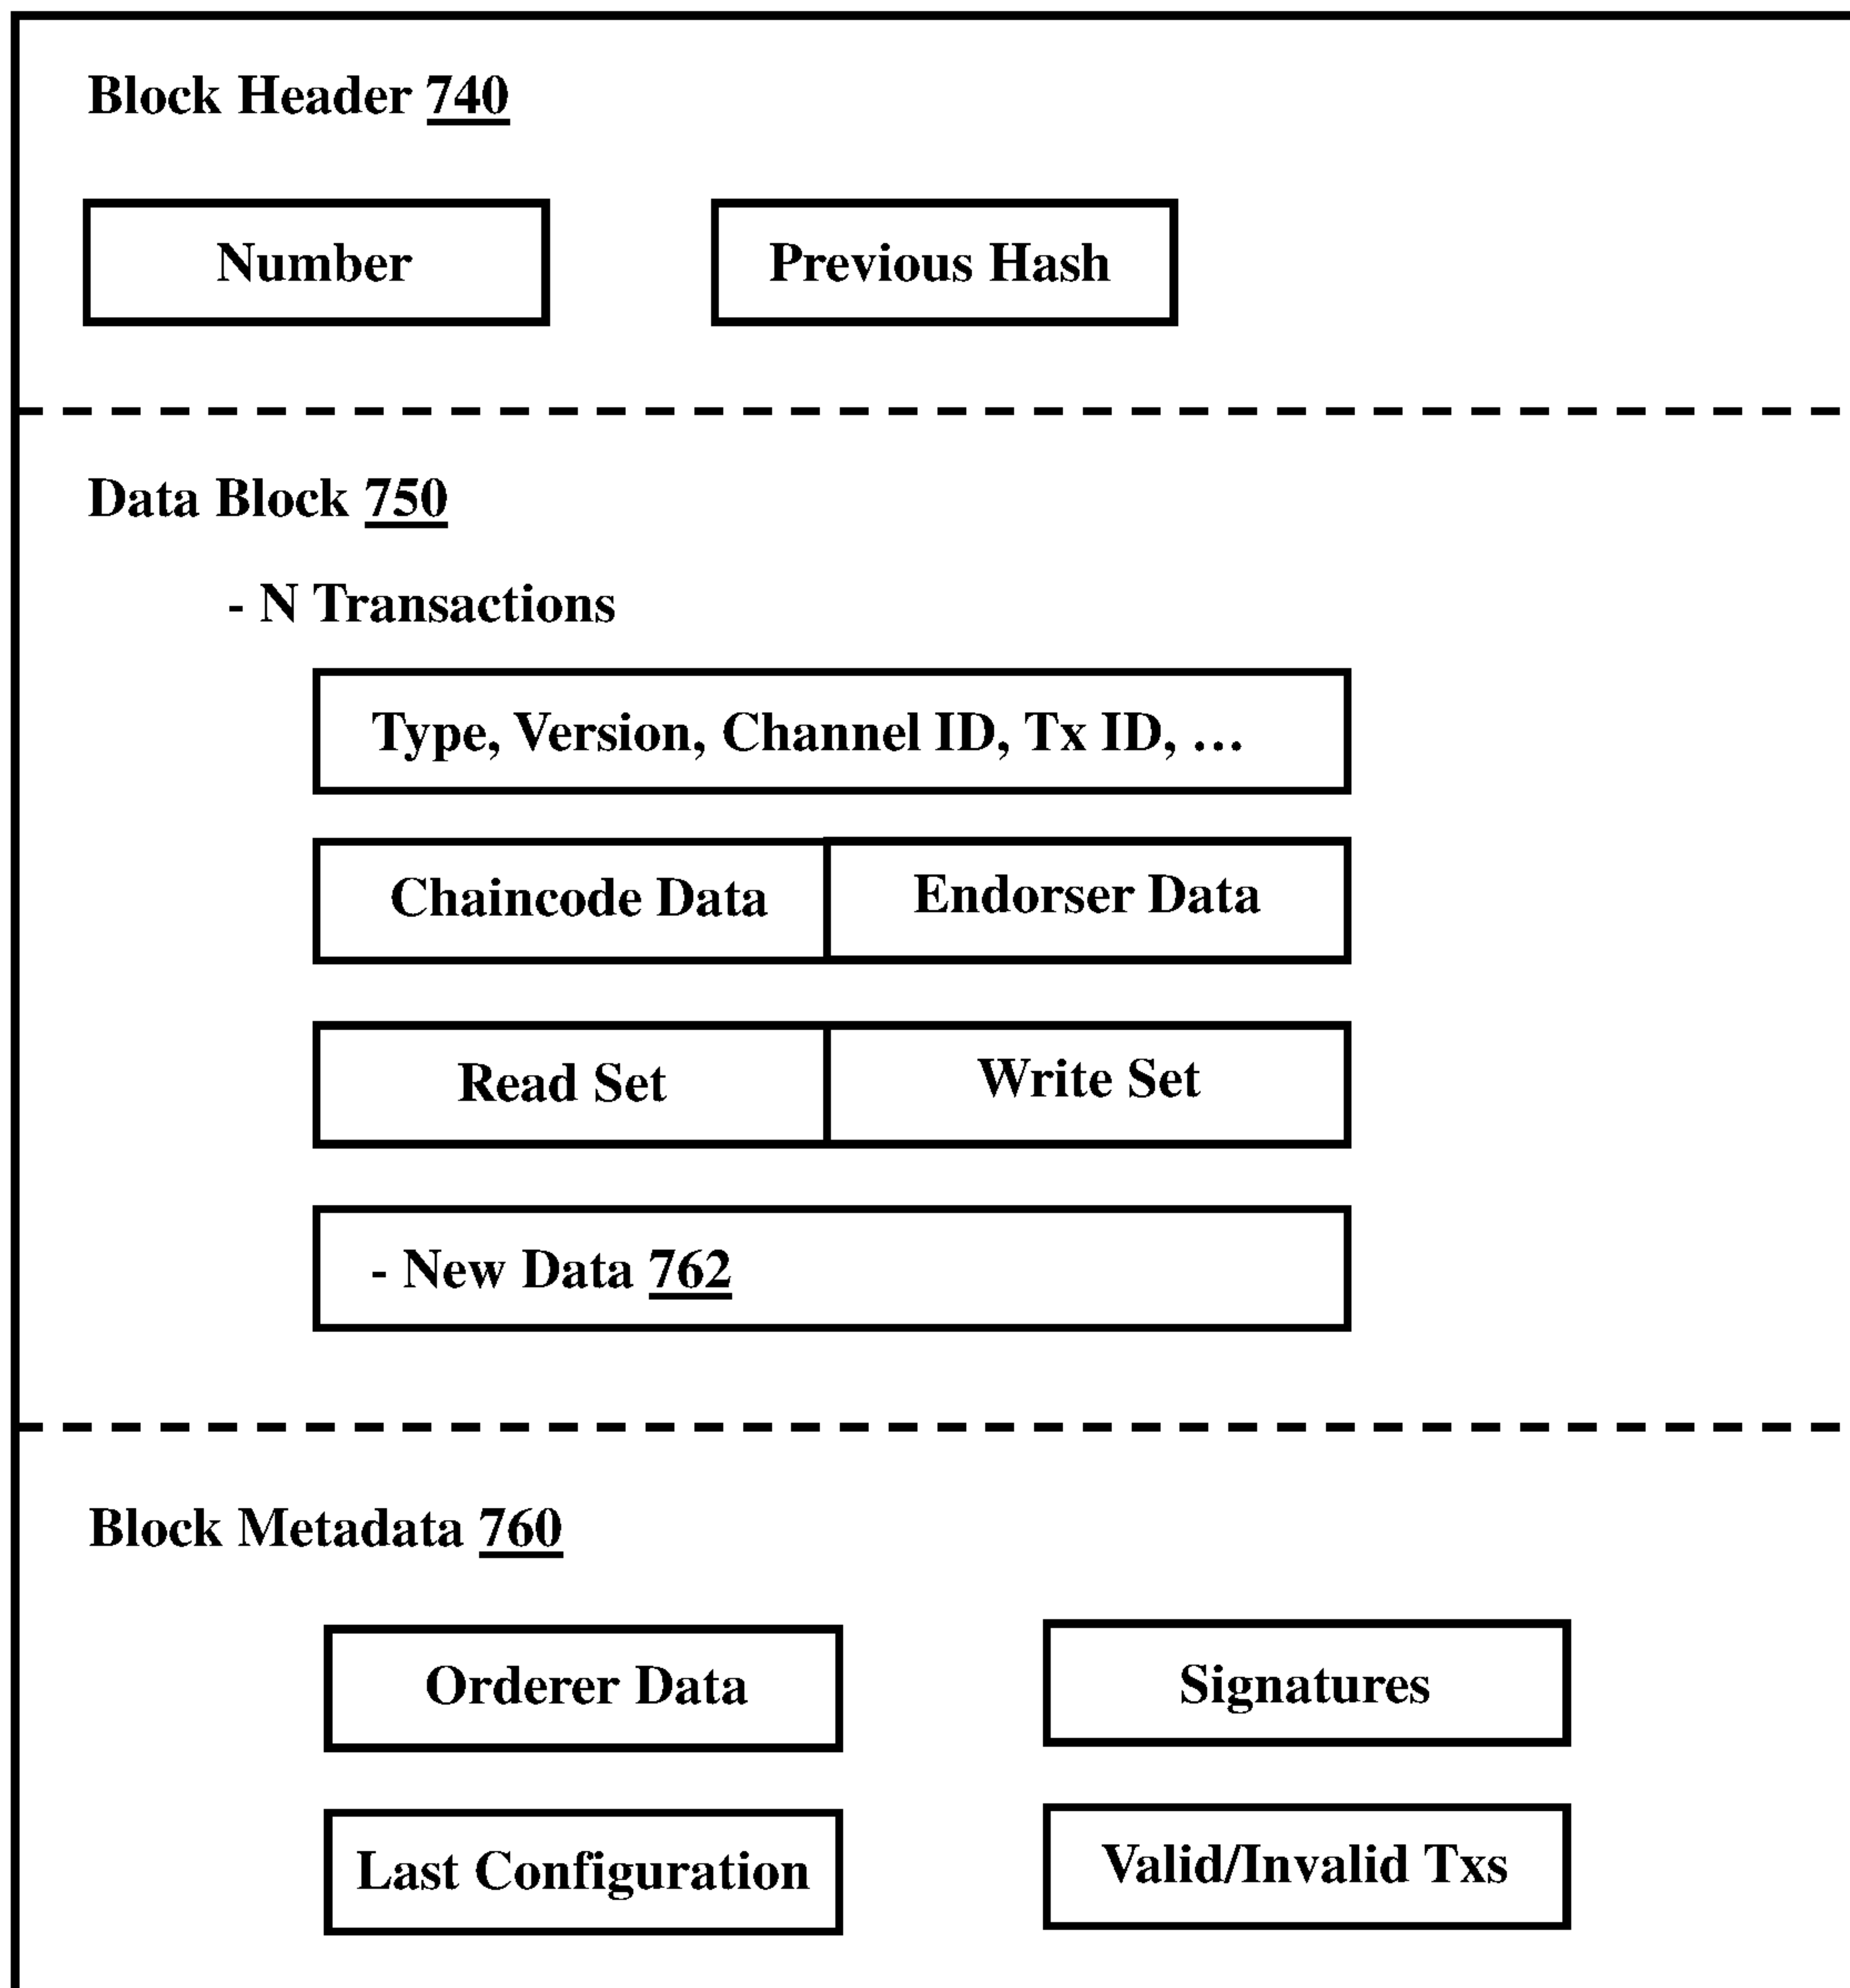 Block Header 740
Number
Previous Hash
Data Block 750
- N Transactions
Type, Version, Channel ID, Tx ID, …
Chaincode Data
Endorser Data
Read Set
Write Set
- New Data 762
Block Metadata 760
Orderer Data
Signatures
Last Configuration
Valid/Invalid Txs